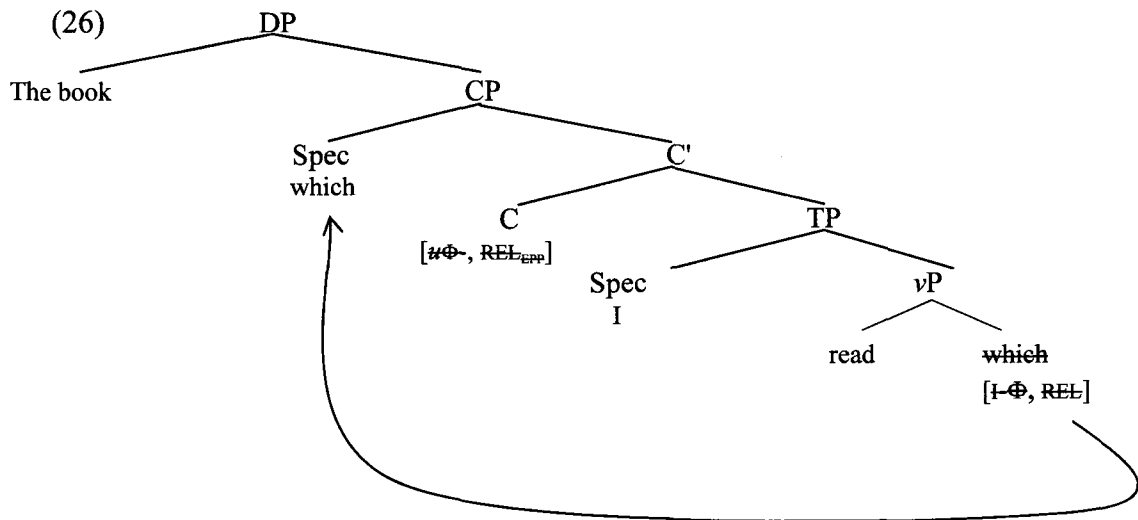 (26) DP
The book CP
Spec C'
which
C TP
[uΦ-, REL_EPP]
Spec vP
I
read which
[I-Φ, REL]